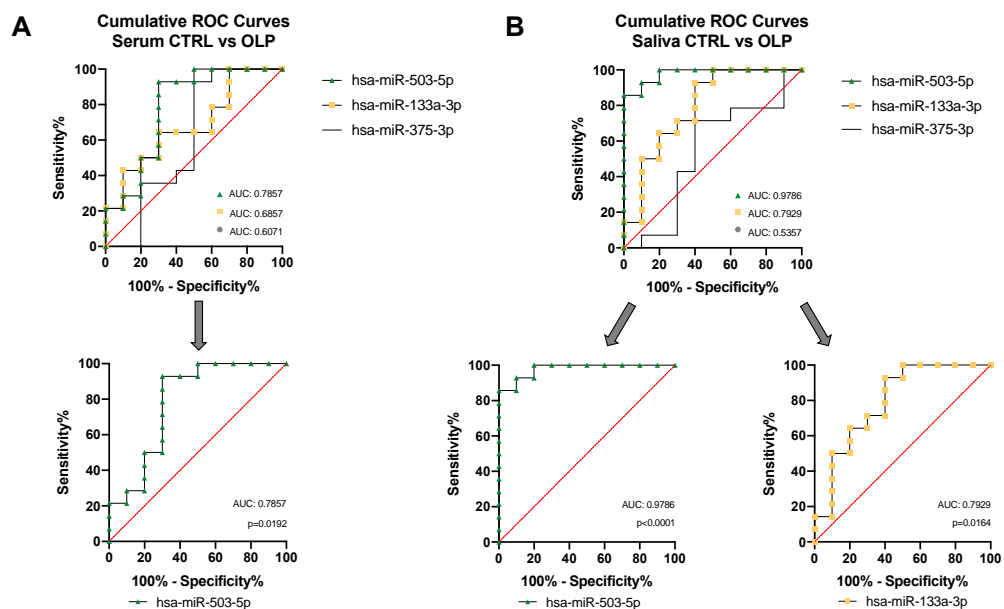 A
Cumulative ROC Curves
Serum CTRL vs OLP
Sensitivity%
100
80
60
40
20
0
0 20 40 60 80 100
100% - Specificity%
AUC: 0.7857
AUC: 0.6857
AUC: 0.6071
hsa-miR-503-5p
hsa-miR-133a-3p
hsa-miR-375-3p
B
Cumulative ROC Curves
Saliva CTRL vs OLP
Sensitivity%
100
80
60
40
20
0
0 20 40 60 80 100
100% - Specificity%
AUC: 0.9786
AUC: 0.7929
AUC: 0.5357
hsa-miR-503-5p
hsa-miR-133a-3p
hsa-miR-375-3p
Sensitivity%
100
80
60
40
20
0
0 20 40 60 80 100
100% - Specificity%
AUC: 0.7857
p=0.0192
hsa-miR-503-5p
Sensitivity%
100
80
60
40
20
0
0 20 40 60 80 100
100% - Specificity%
AUC: 0.9786
p<0.0001
hsa-miR-503-5p
Sensitivity%
100
80
60
40
20
0
0 20 40 60 80 100
100% - Specificity%
AUC: 0.7929
p=0.0164
hsa-miR-133a-3p